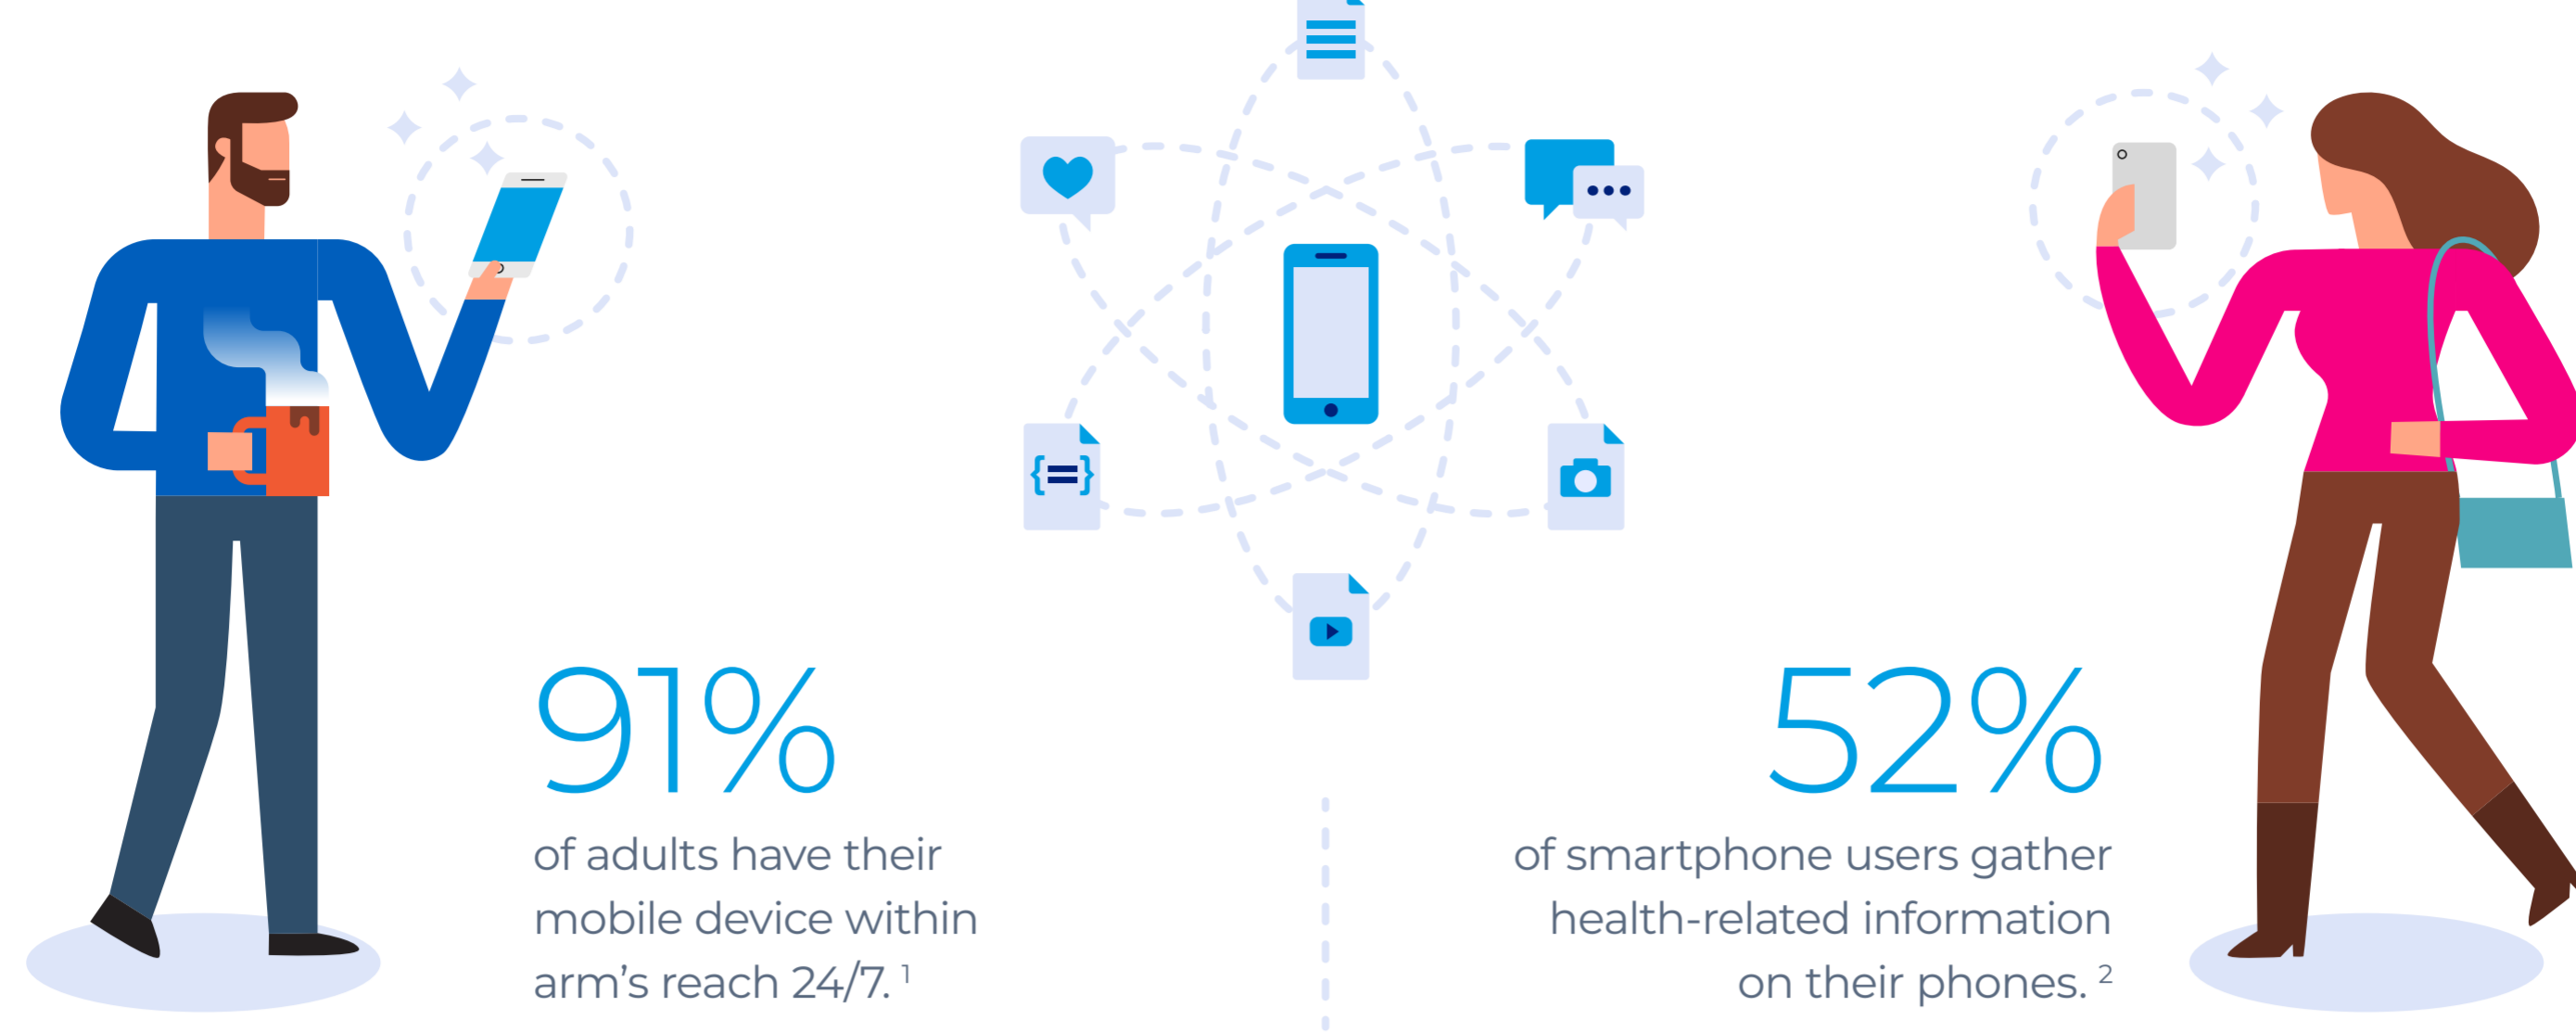 91%
of adults have their
mobile device within
arm's reach 24/7. 1
52%
of smartphone users gather
health-related information
on their phones. 2